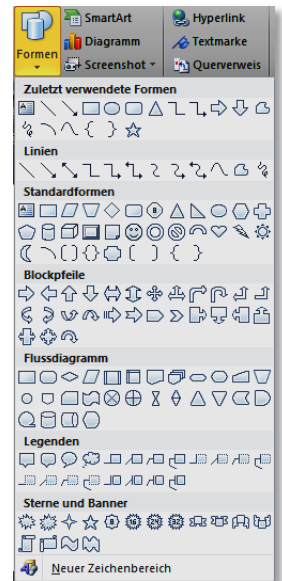 SmartArt Hyperlink
Diagramm Textmarke
Formen Screenshot Querverweis
Zuletzt verwendete Formen
Linien
Standardformen
Blockpfeile
Flussdiagramm
Legenden
Sterne und Banner
Neuer Zeichenbereich